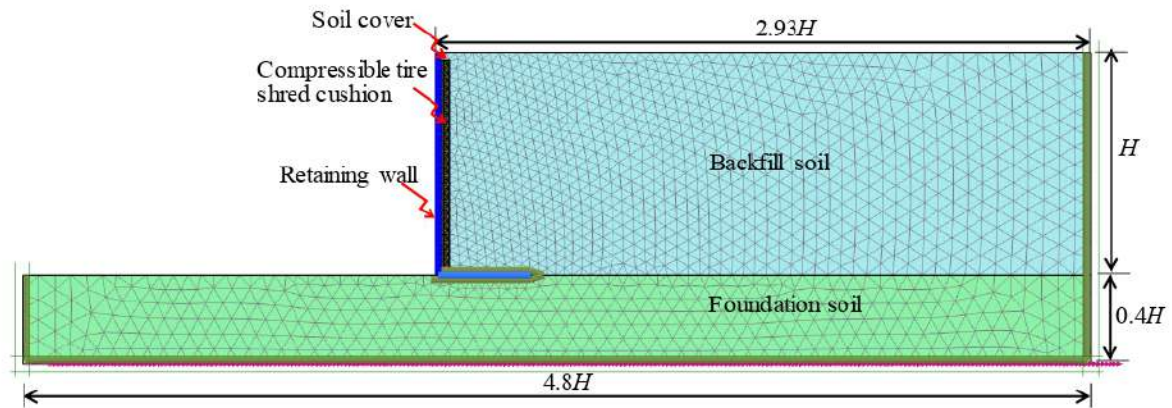 Soil cover
2.93H
Compressible tire
shred cushion
Retaining wall
Backfill soil
H
Foundation soil
0.4H
4.8H